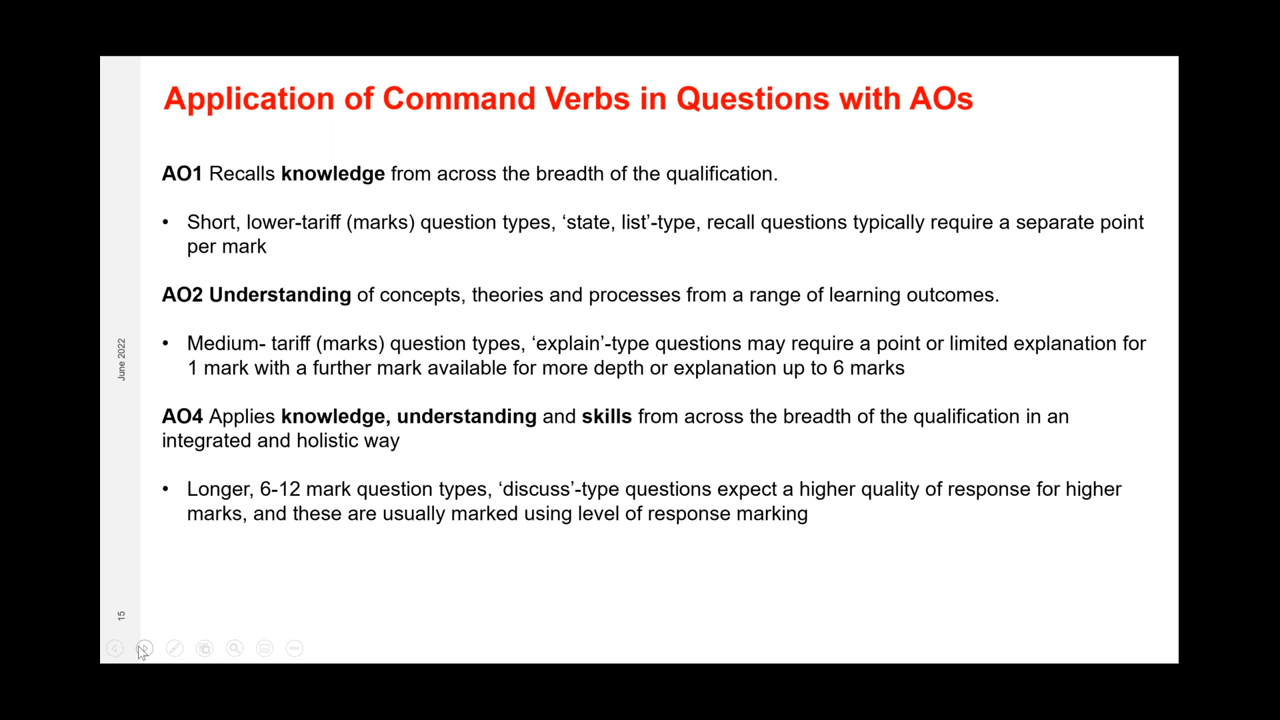 Application of Command Verbs in Questions with AOs
AO1 Recalls knowledge from across the breadth of the qualification.
• Short, lower-tariff (marks) question types, ‘state, list’-type, recall questions typically require a separate point
per mark
AO2 Understanding of concepts, theories and processes from a range of learning outcomes.
• Medium- tariff (marks) question types, ‘explain’-type questions may require a point or limited explanation for
1 mark with a further mark available for more depth or explanation up to 6 marks
AO4 Applies knowledge, understanding and skills from across the breadth of the qualification in an
integrated and holistic way
• Longer, 6-12 mark question types, ‘discuss’-type questions expect a higher quality of response for higher
marks, and these are usually marked using level of response marking
June 2022
15